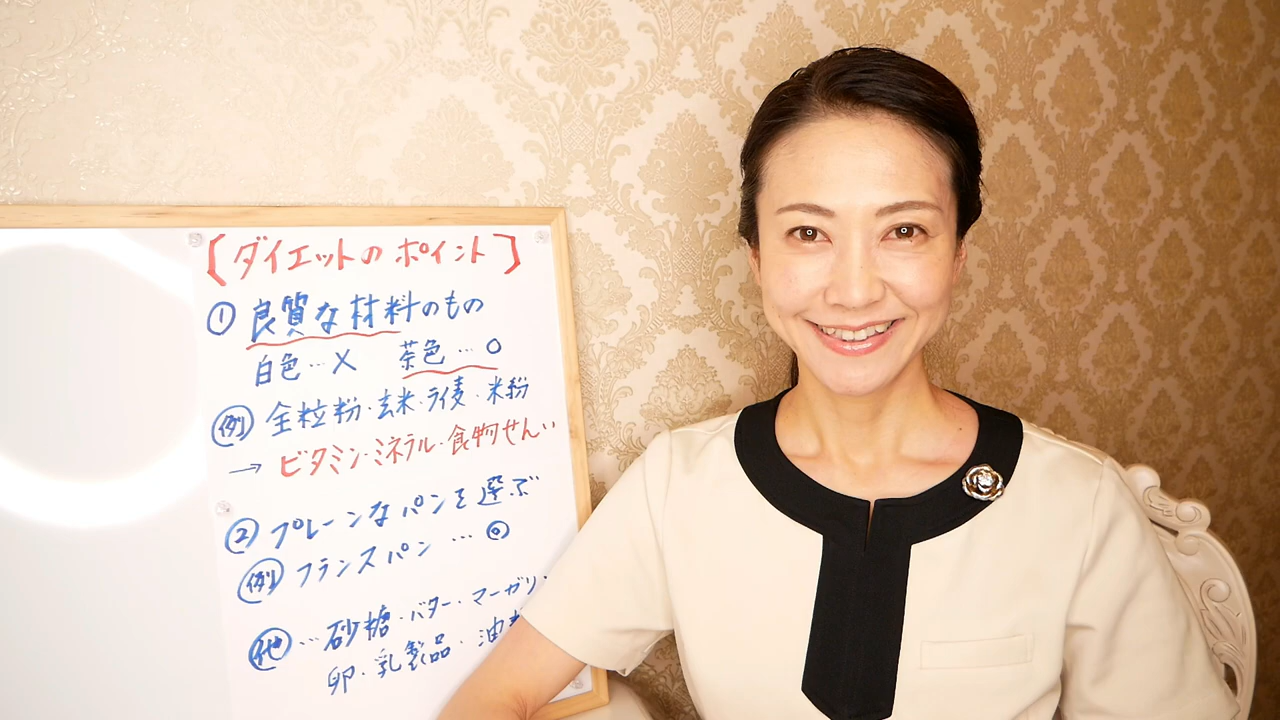 【ダイエットのポイント】
① 良質な材料のもの
白色…× 茶色…○
例 全粒粉・玄米・ライ麦・米粉
→ ビタミン・ミネラル・食物せんい
② プレーンなパンを選ぶ
例 フランスパン … ◎
他 … 砂糖・バター・マーガリン
卵・乳製品・油